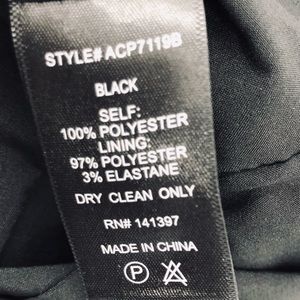 STYLE# ACP7119B
BLACK
SELF:
100% POLYESTER
LINING:
97% POLYESTER
3% ELASTANE
DRY CLEAN ONLY
RN# 141397
MADE IN CHINA
P